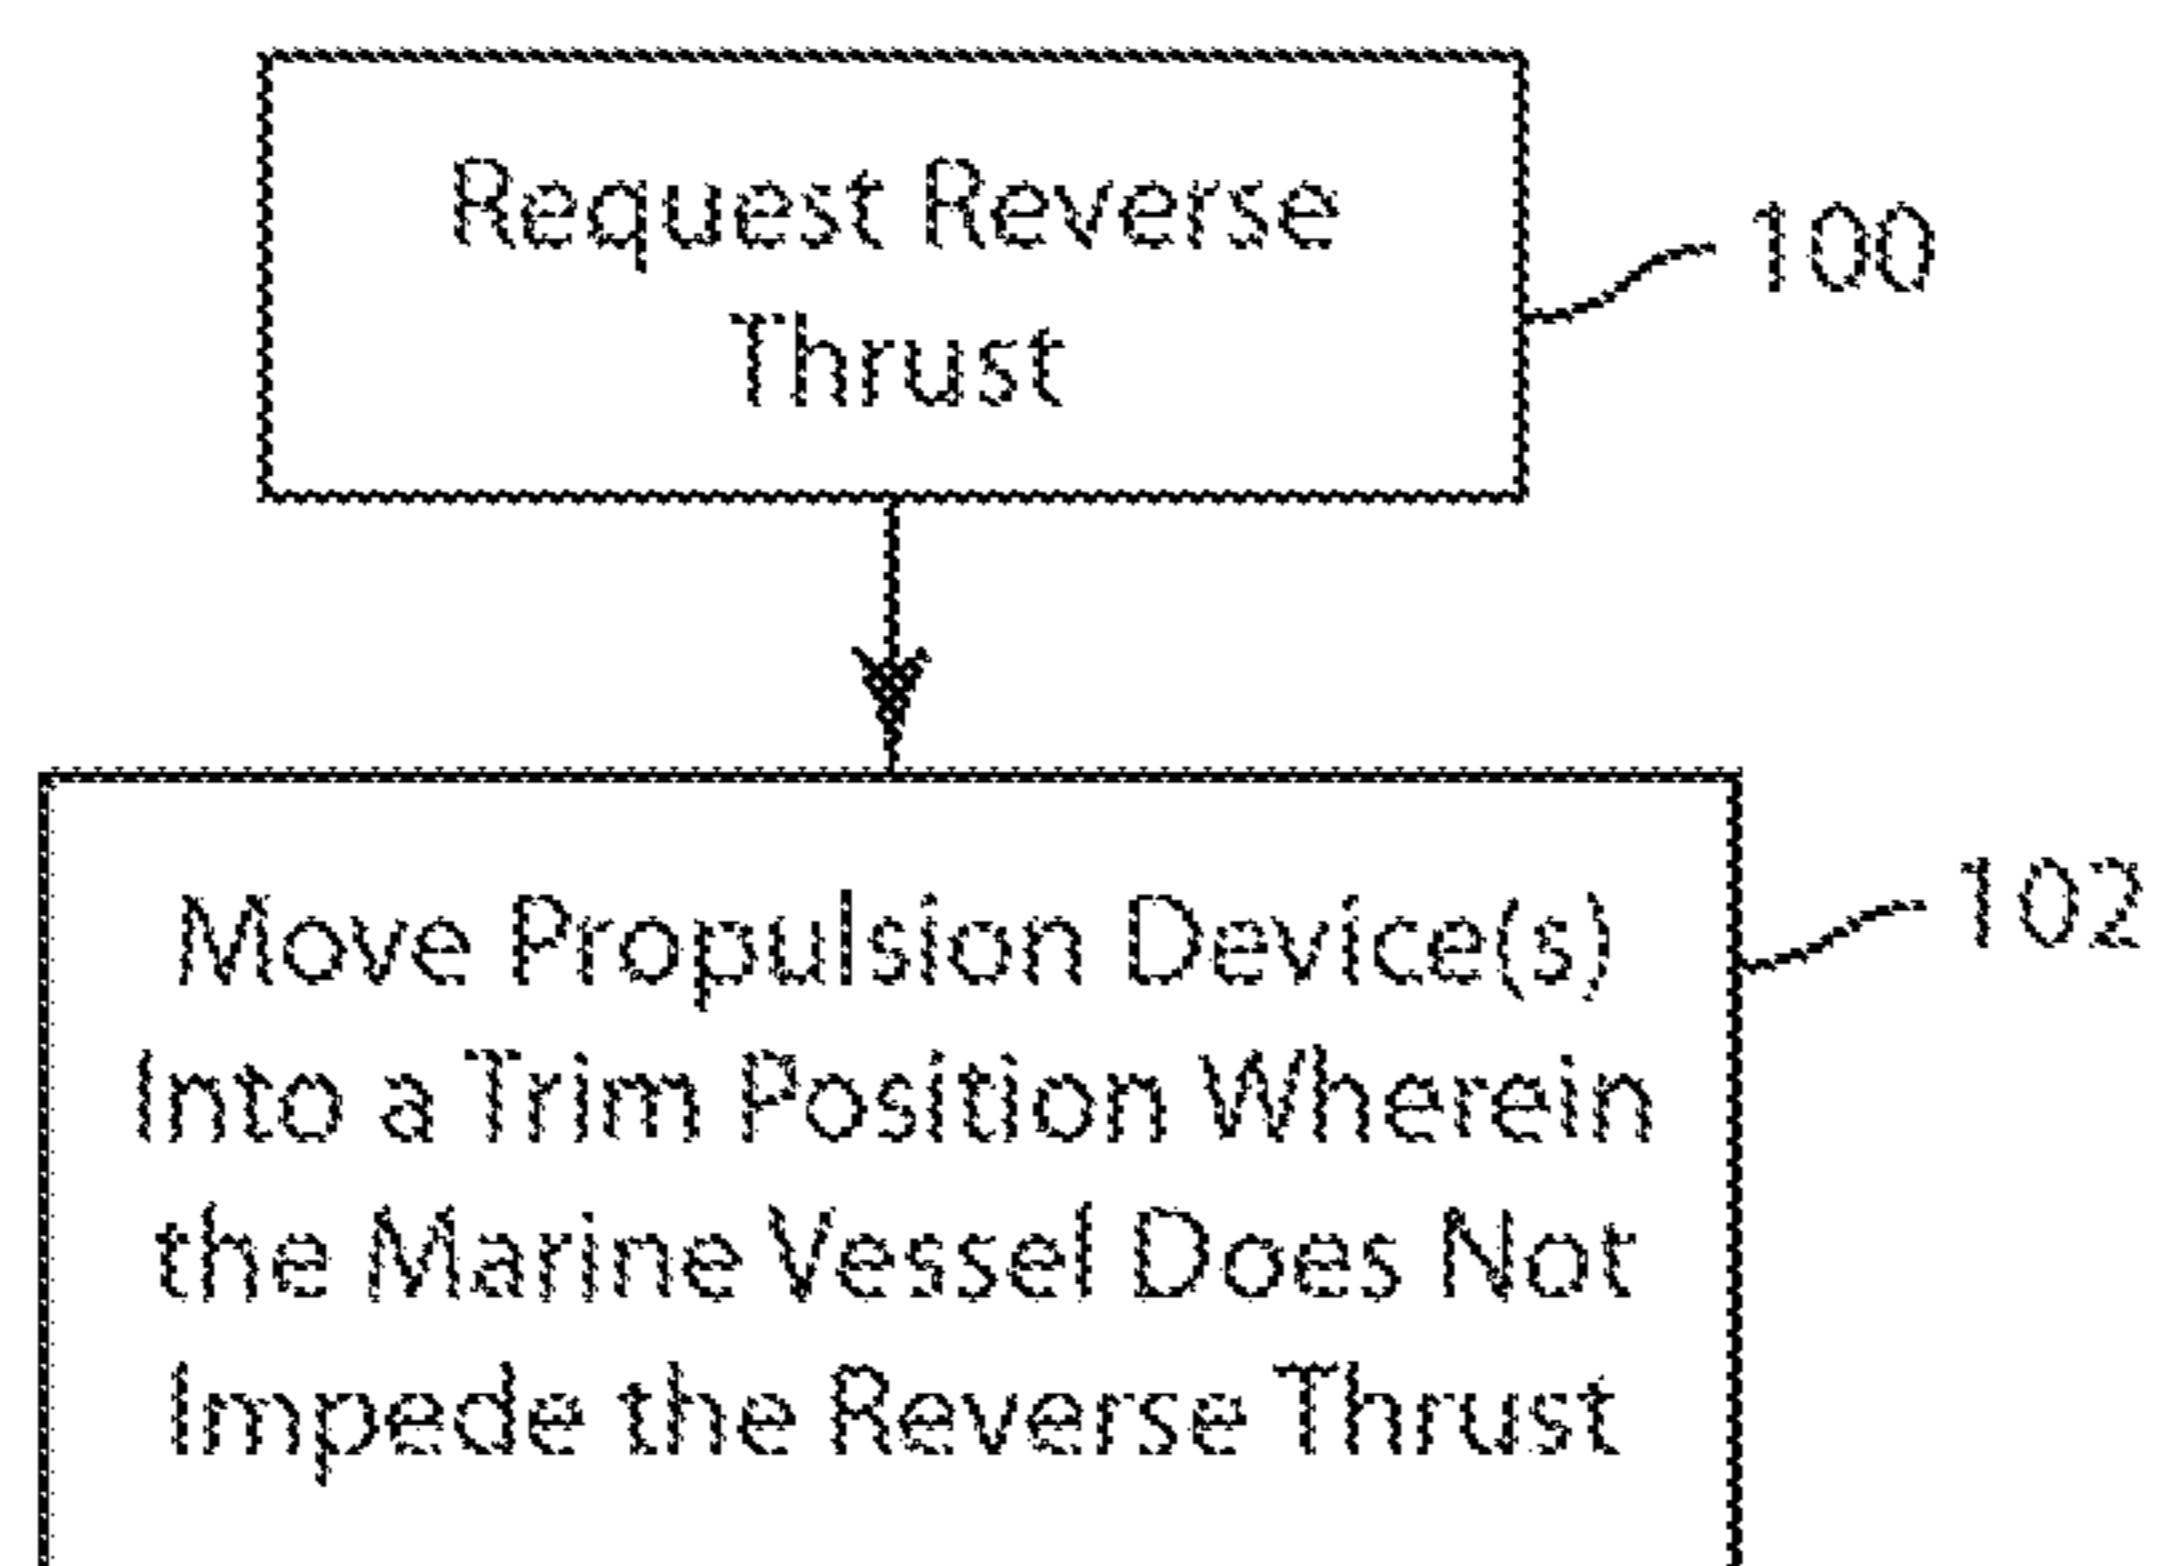 Request Reverse
Thrust
100
Move Propulsion Device(s)
Into a Trim Position Wherein
the Marine Vessel Does Not
Impede the Reverse Thrust
102